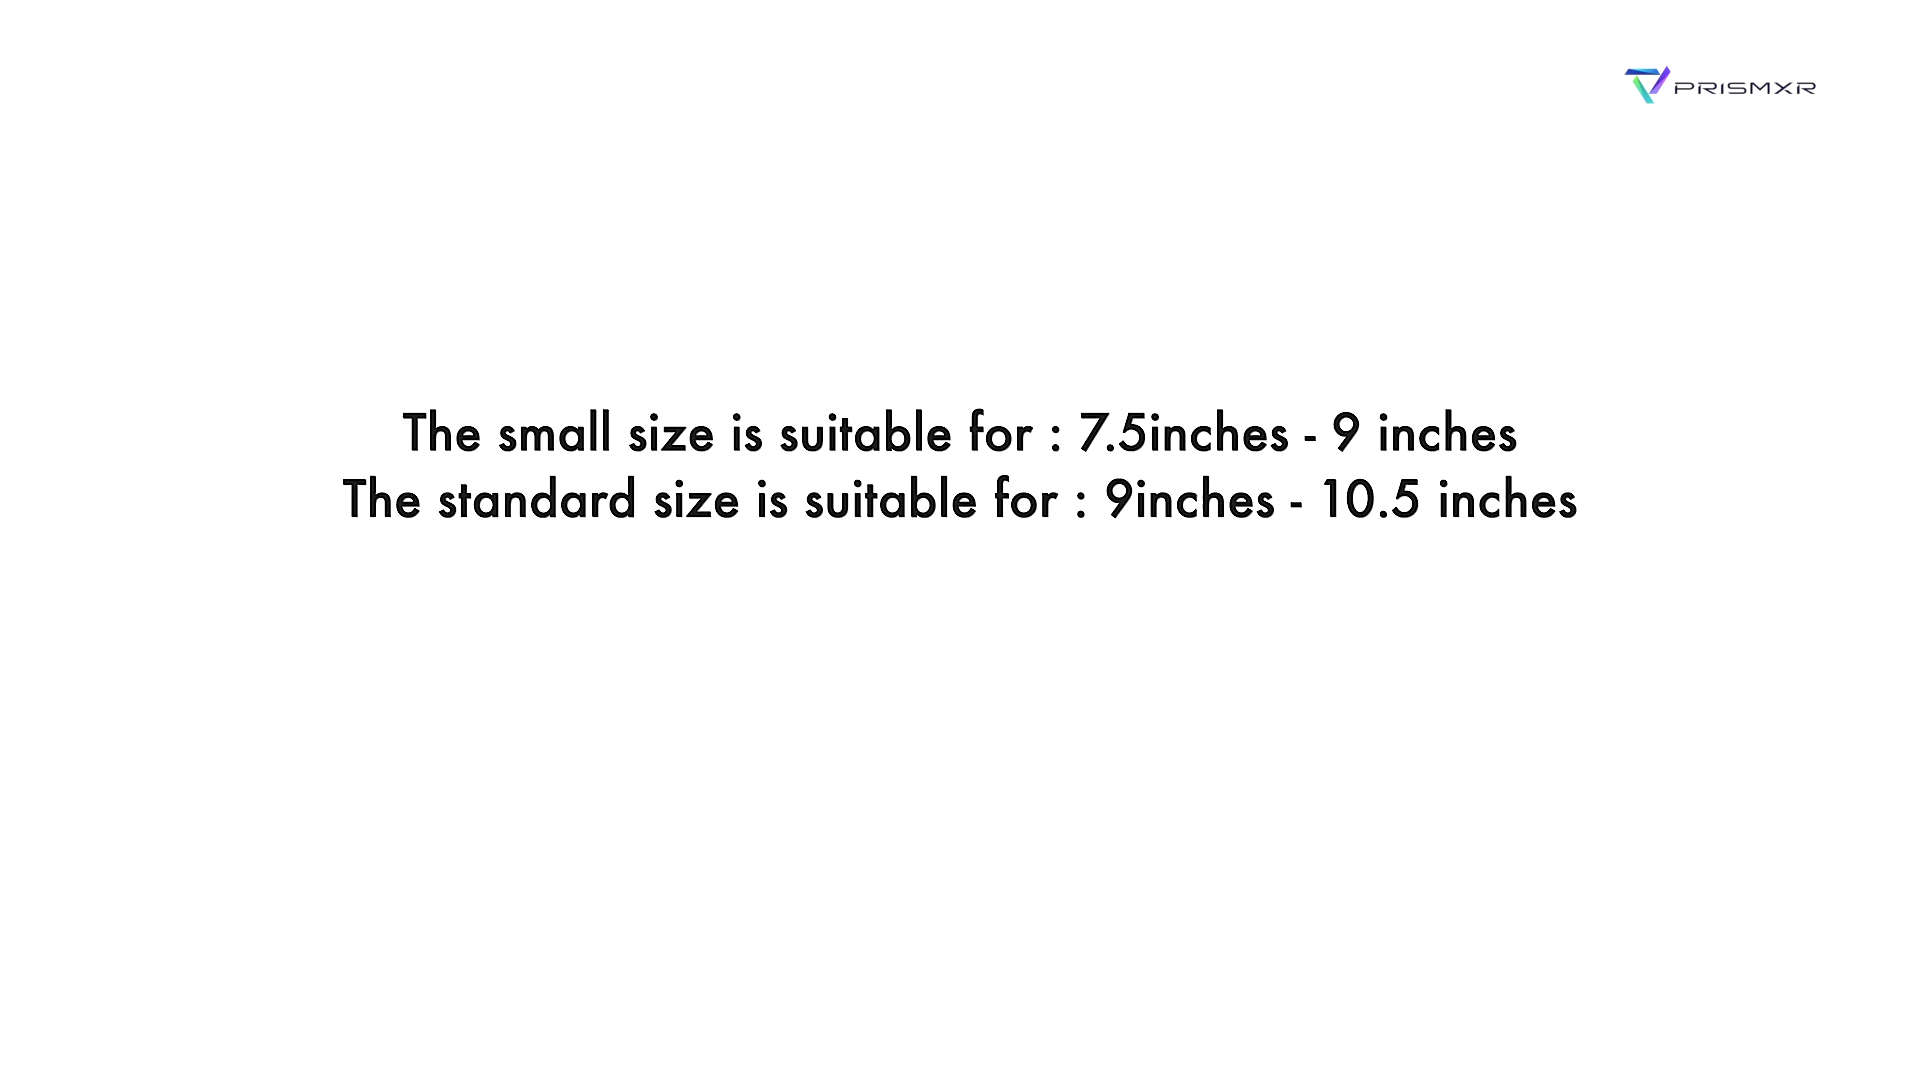 PRISMXR
The small size is suitable for : 7.5inches - 9 inches
The standard size is suitable for : 9inches - 10.5 inches